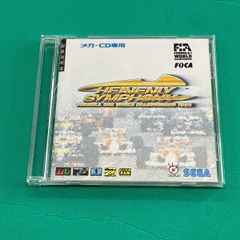 メガ-CD専用
FIA
FORMULA 1
WORLD
CHAMPIONSHIP
FOCA
HEAVENLY
SYMPHONY
FORMULA ONE WORLD CHAMPIONSHIP 1993
SEGA